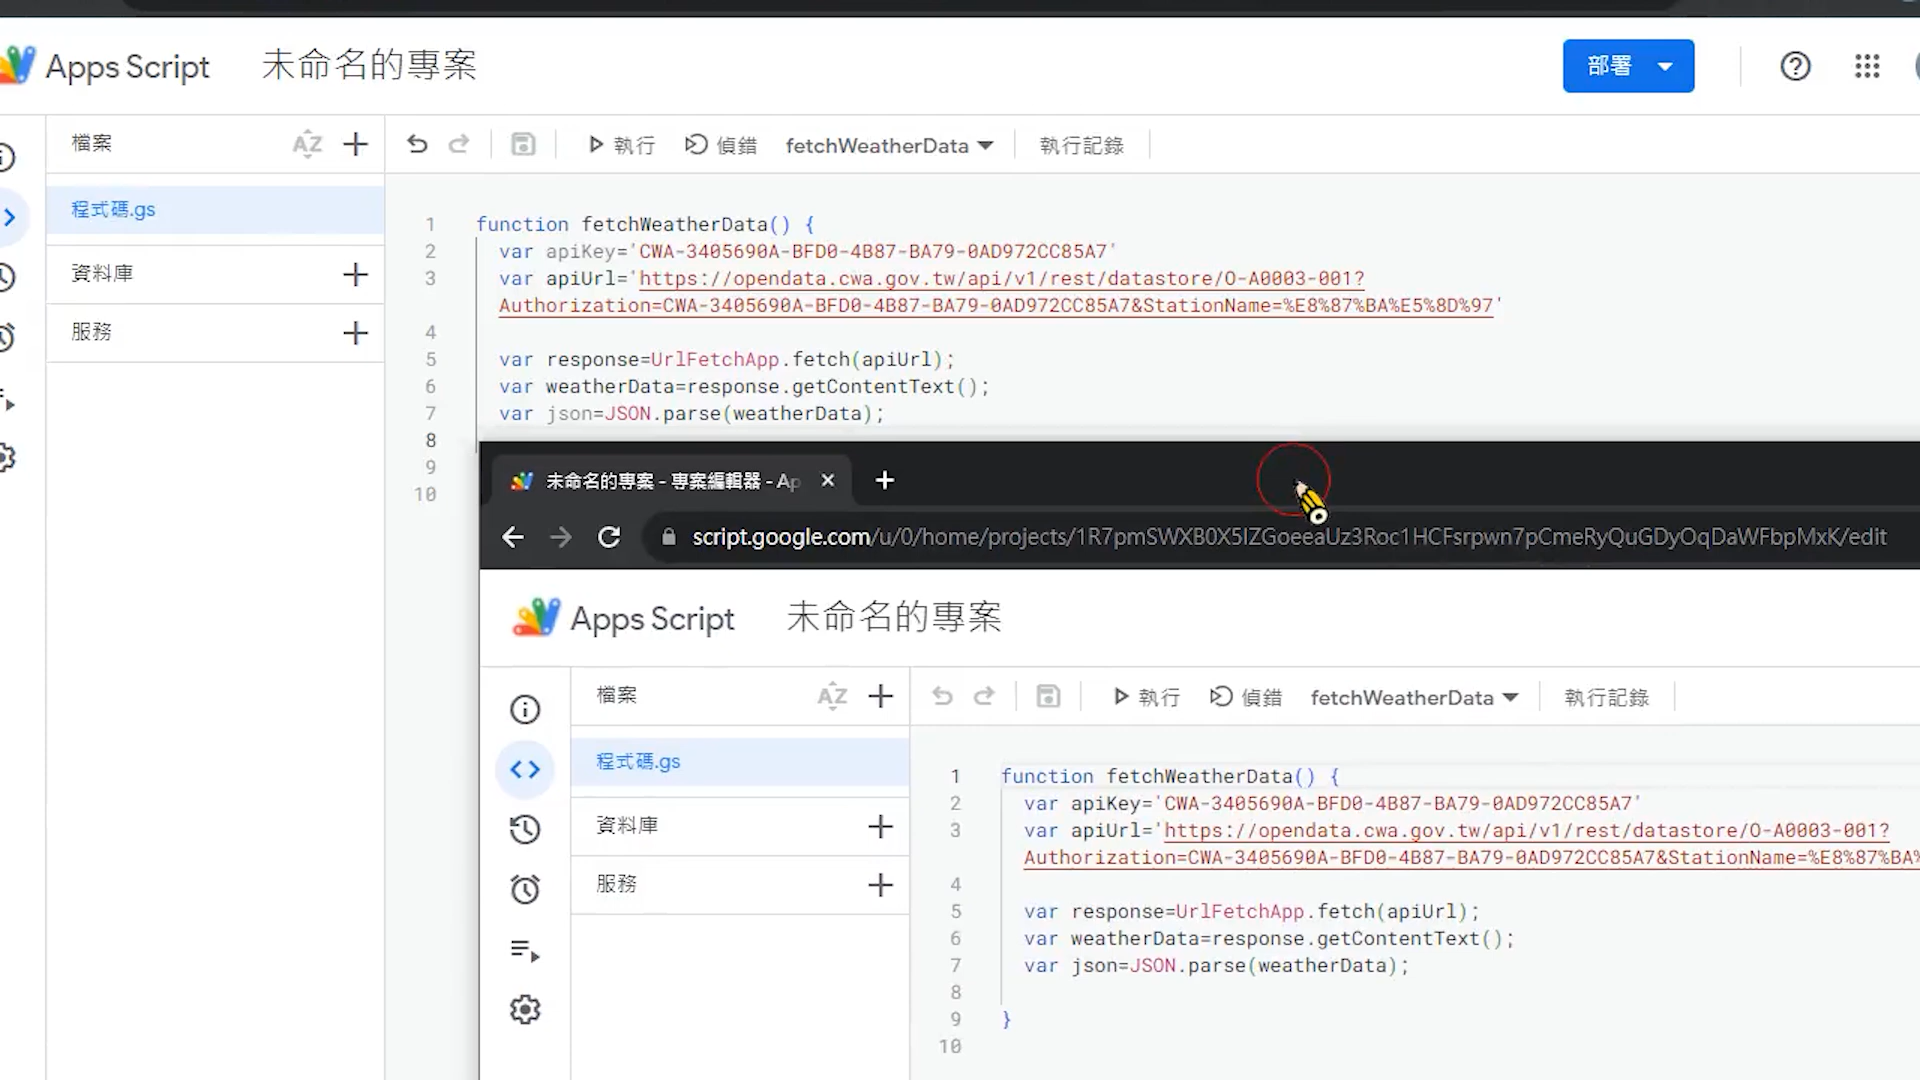 Apps Script 未命名的專案 部署
檔案
執行 偵錯 fetchWeatherData 執行記錄
程式碼.gs
資料庫
服務
1 function fetchWeatherData() {
2 var apiKey='CWA-3405690A-BFD0-4B87-BA79-0AD972CC85A7'
3 var apiUrl='https://opendata.cwa.gov.tw/api/v1/rest/datastore/O-A0003-001?
Authorization=CWA-3405690A-BFD0-4B87-BA79-0AD972CC85A7&StationName=%E8%87%BA%E5%8D%97'
4
5 var response=UrlFetchApp.fetch(apiUrl);
6 var weatherData=response.getContentText();
7 var json=JSON.parse(weatherData);
8
9
10
未命名的專案 - 專案編輯器 - Ap
script.google.com/u/0/home/projects/1R7pmSWXB0X5IZGoeeaUz3Roc1HCFsrpwn7pCmeRyQuGDyOqDaWFbpMxK/edit
Apps Script 未命名的專案
檔案
執行 偵錯 fetchWeatherData 執行記錄
程式碼.gs
資料庫
服務
1 function fetchWeatherData() {
2 var apiKey='CWA-3405690A-BFD0-4B87-BA79-0AD972CC85A7'
3 var apiUrl='https://opendata.cwa.gov.tw/api/v1/rest/datastore/O-A0003-001?
Authorization=CWA-3405690A-BFD0-4B87-BA79-0AD972CC85A7&StationName=%E8%87%BA%
4
5 var response=UrlFetchApp.fetch(apiUrl);
6 var weatherData=response.getContentText();
7 var json=JSON.parse(weatherData);
8
9 }
10